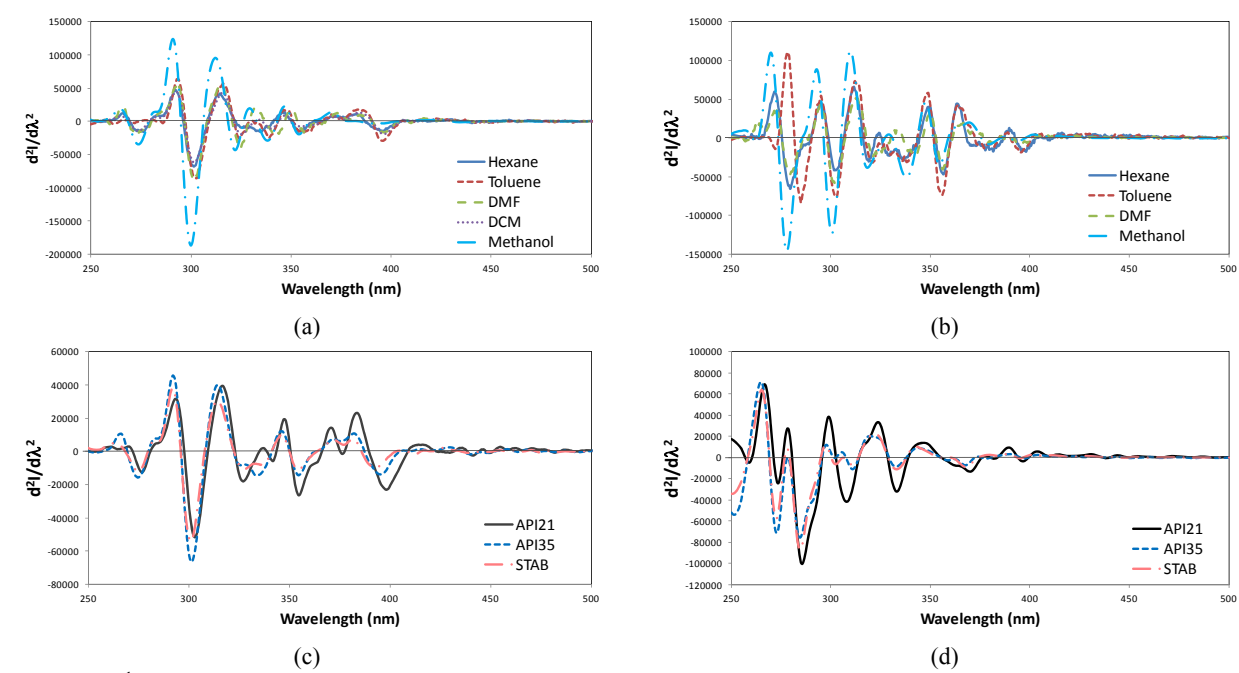 150000
100000
50000
0
-50000
-100000
-150000
-200000
d²I/dλ²
250 300 350 400 450 500
Wavelength (nm)
Hexane
Toluene
DMF
DCM
Methanol
(a)
150000
100000
50000
0
-50000
-100000
-150000
d²I/dλ²
250 300 350 400 450 500
Wavelength (nm)
Hexane
Toluene
DMF
Methanol
(b)
60000
40000
20000
0
-20000
-40000
-60000
-80000
d²I/dλ²
250 300 350 400 450 500
Wavelength (nm)
API21
API35
STAB
(c)
100000
80000
60000
40000
20000
0
-20000
-40000
-60000
-80000
-100000
-120000
d²I/dλ²
250 300 350 400 450 500
Wavelength (nm)
API21
API35
STAB
(d)